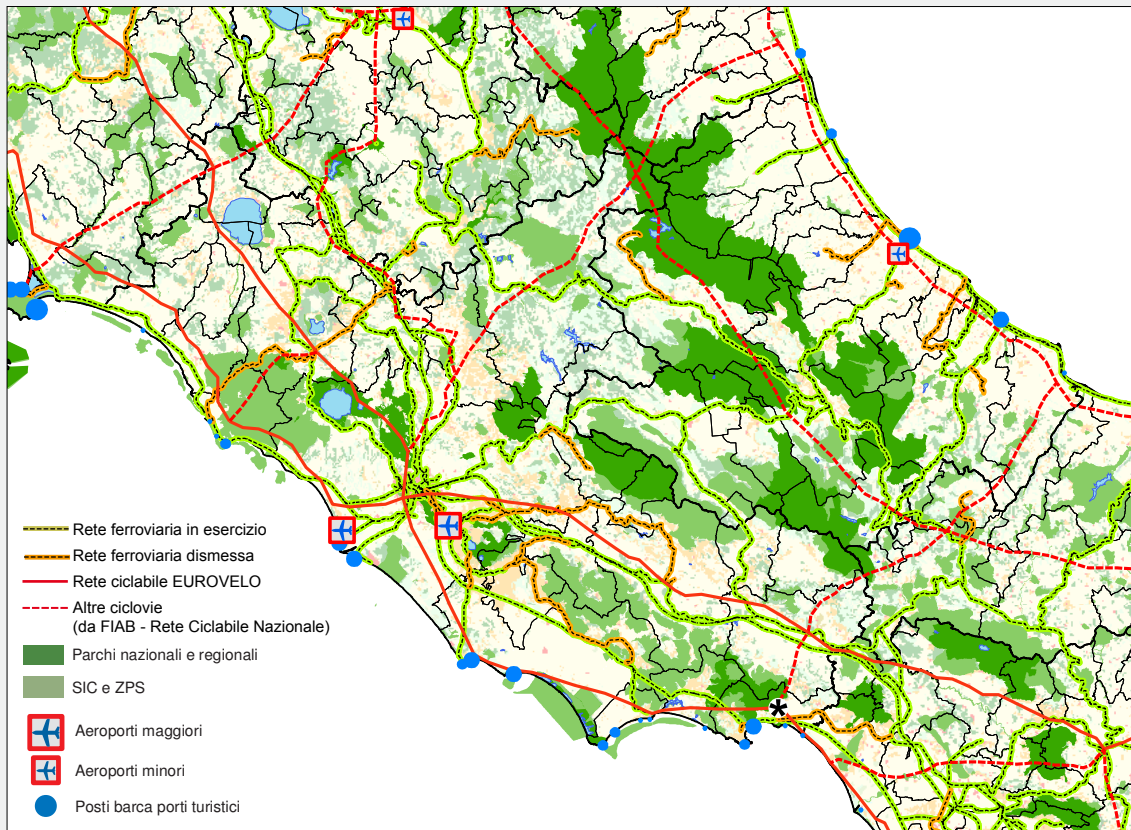 Rete ferroviaria in esercizio
Rete ferroviaria dismessa
Rete ciclabile EUROVELO
Altre ciclovie
(da FIAB - Rete Ciclabile Nazionale)
Parchi nazionali e regionali
SIC e ZPS
Aeroporti maggiori
Aeroporti minori
Posti barca porti turistici
*